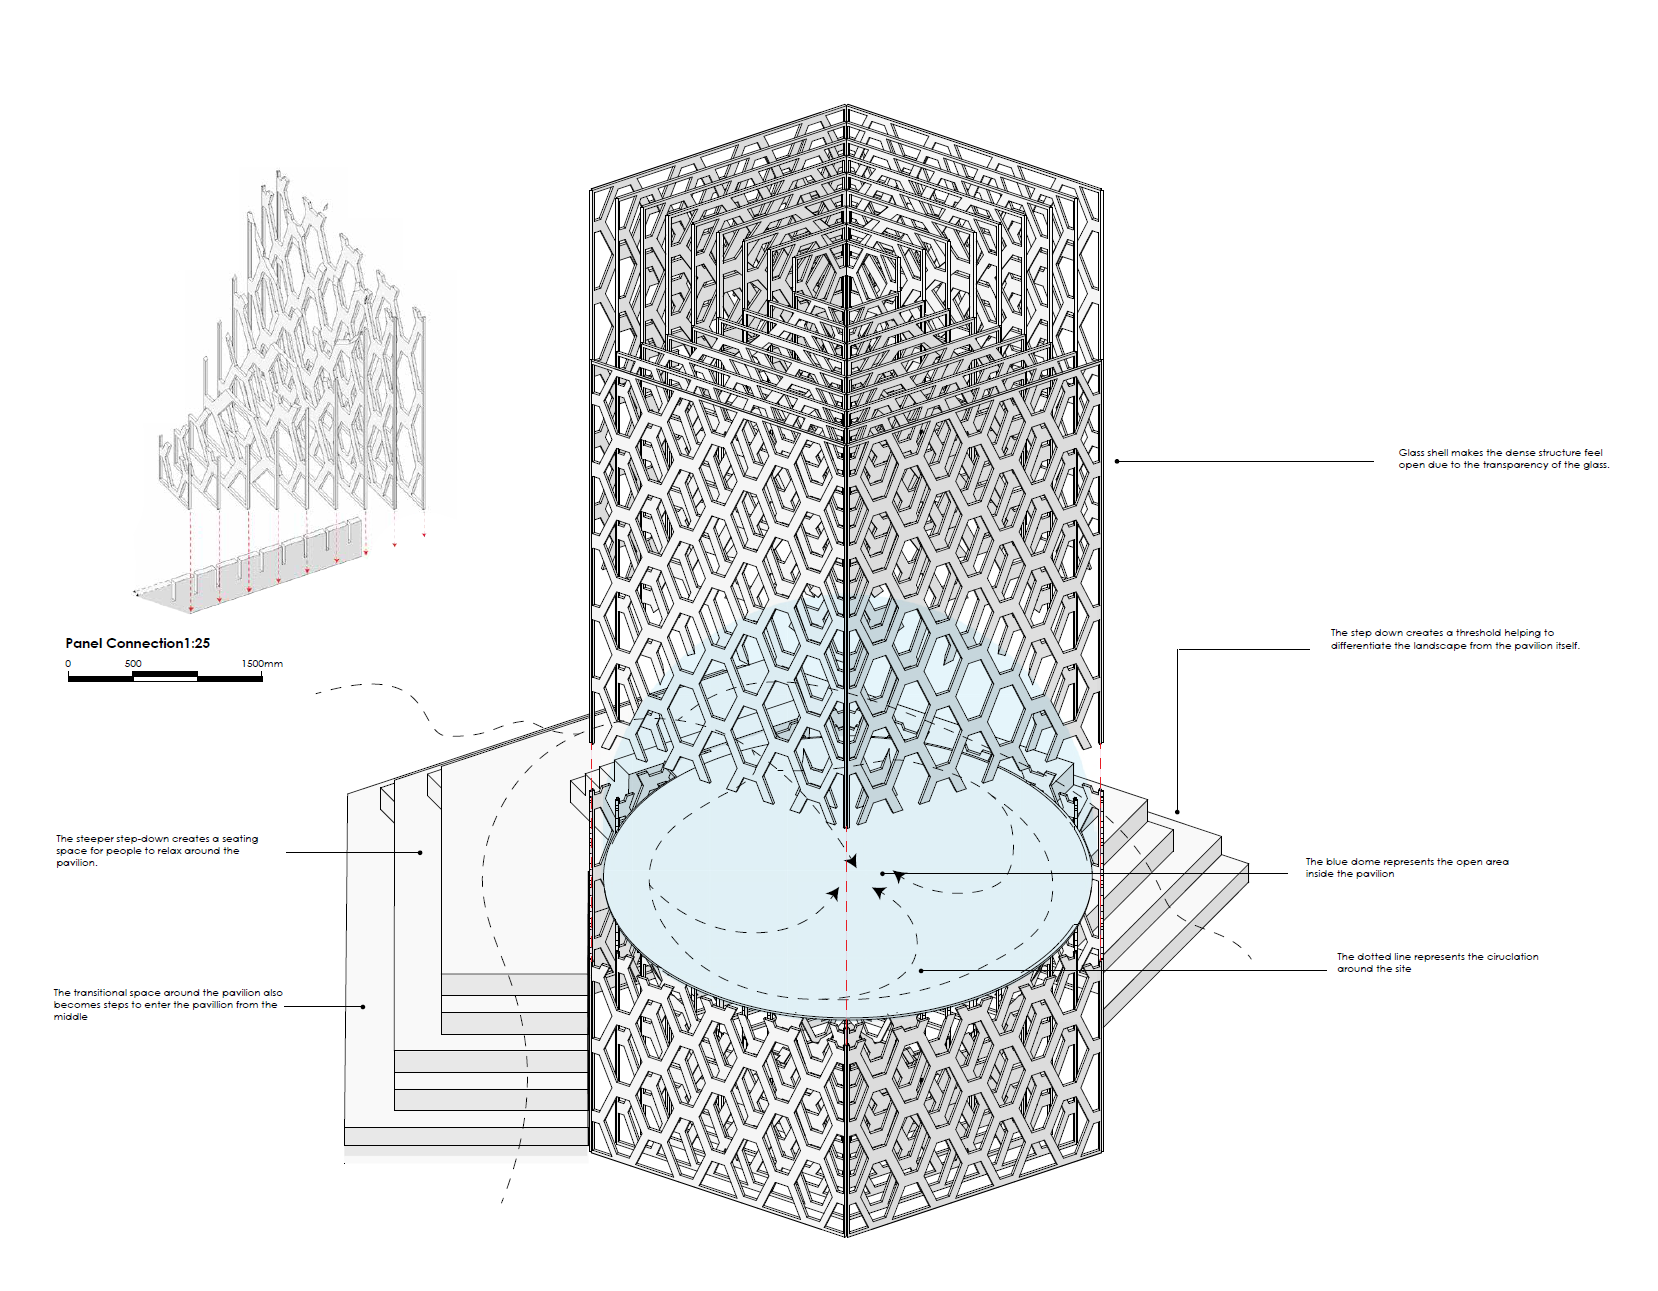 Glass shell makes the dense structure feel
open due to the transparency of the glass.
The step down creates a threshold helping to
differentiate the landscape from the pavilion itself.
Panel Connection1:25
0 500 1500mm
The steeper step-down creates a seating
space for people to relax around the
pavilion.
The blue dome represents the open area
inside the pavilion
The dotted line represents the ciruclation
around the site
The transitional space around the pavilion also
becomes steps to enter the pavillion from the
middle